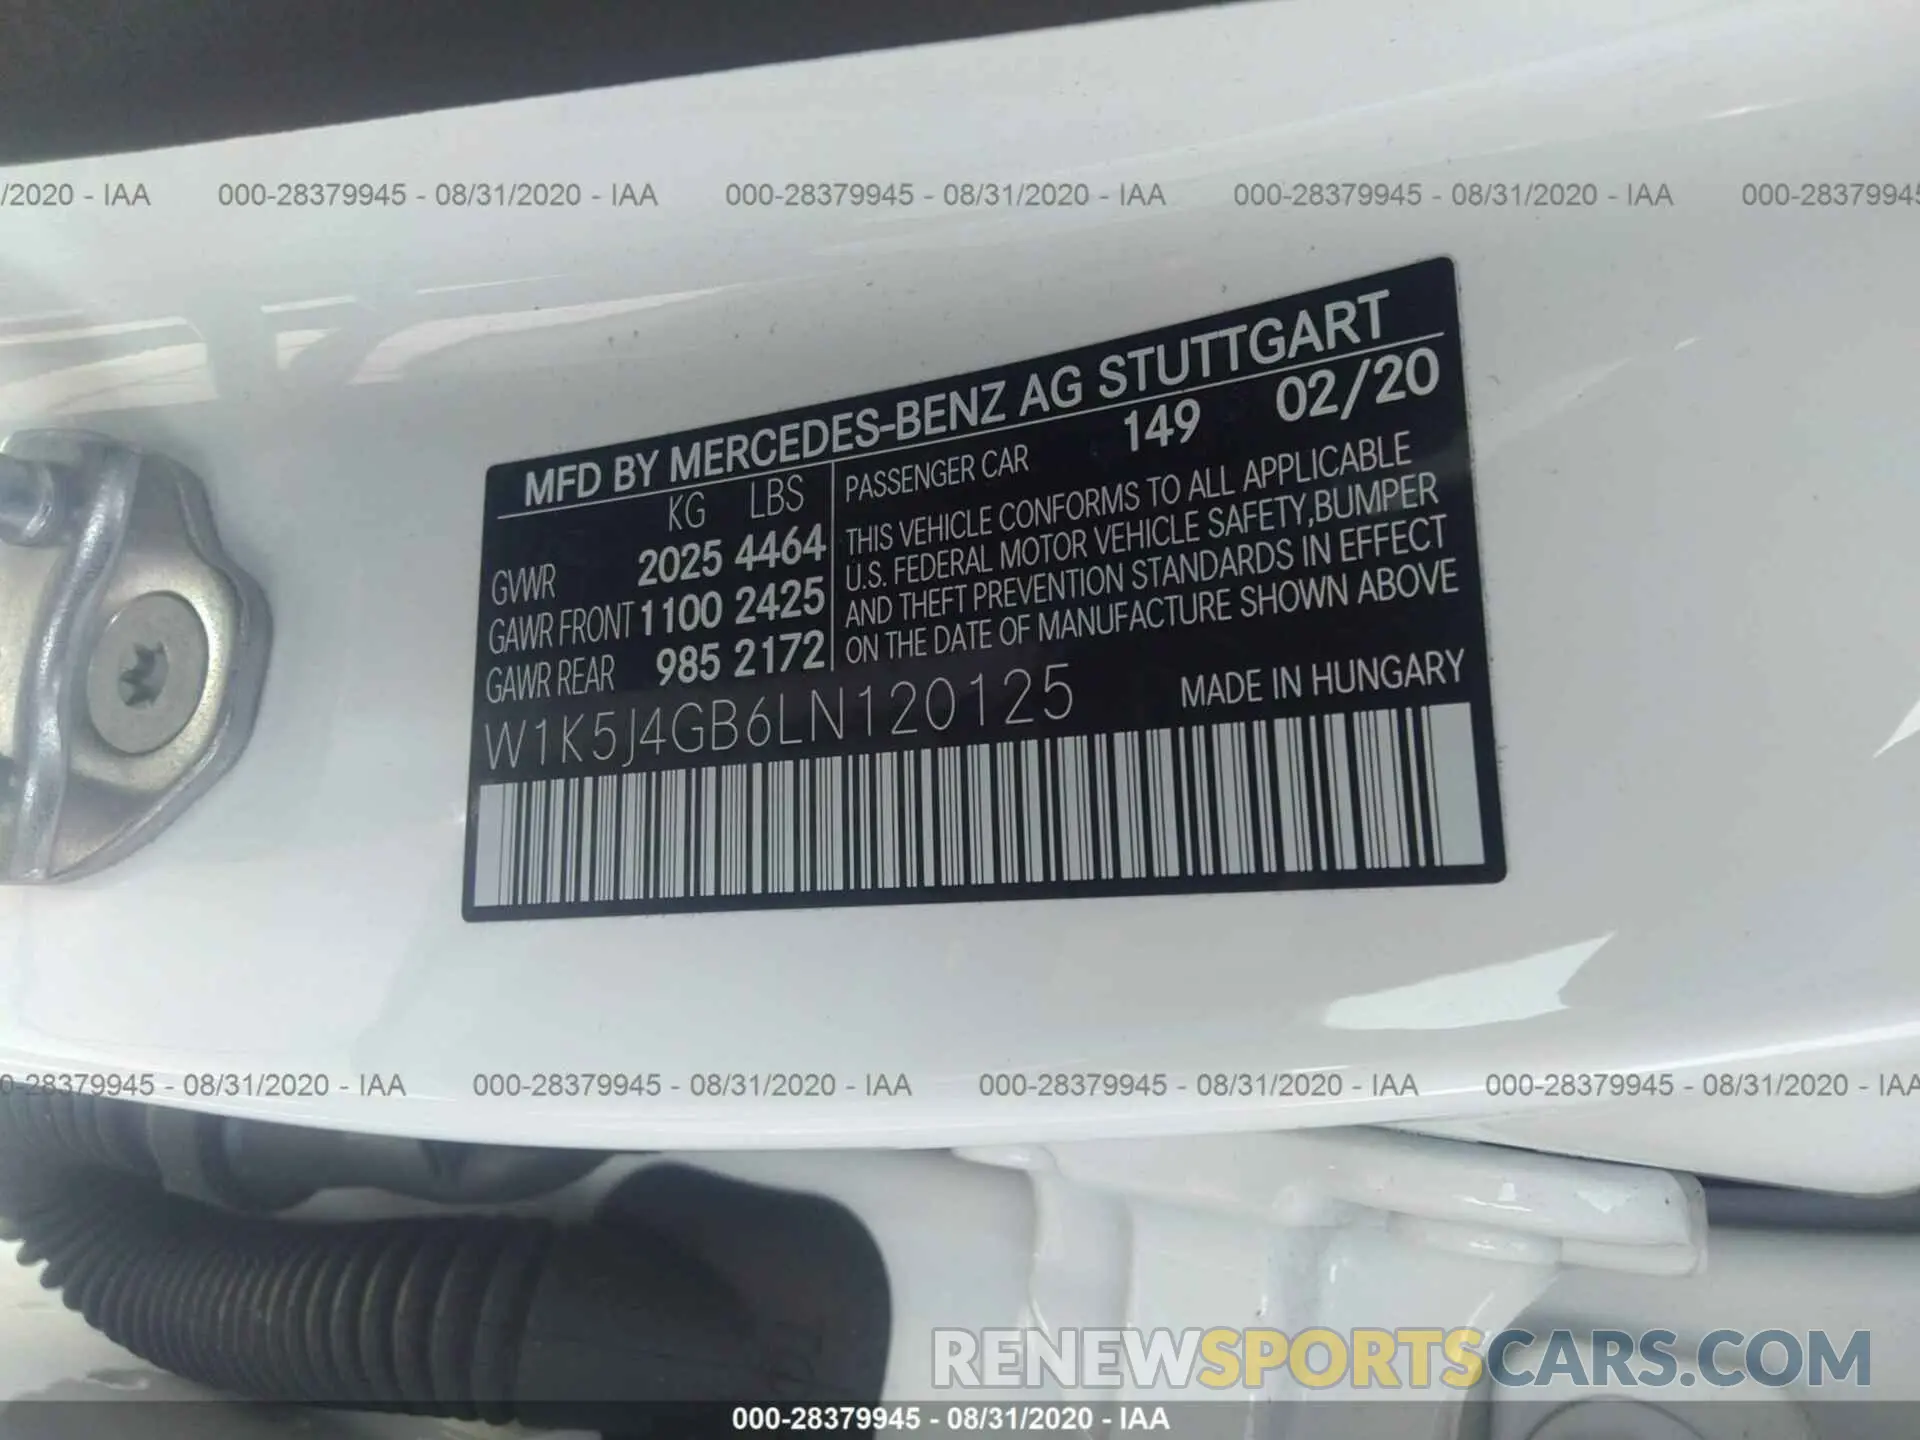 /2020 - IAA 000-28379945 - 08/31/2020 - IAA 000-28379945 - 08/31/2020 - IAA 000-28379945 - 08/31/2020 - IAA 000-2837994
MFD BY MERCEDES-BENZ AG STUTTGART
KG LBS PASSENGER CAR 149 02/20
GVWR 2025 4464
GAWR FRONT 1100 2425
GAWR REAR 985 2172
THIS VEHICLE CONFORMS TO ALL APPLICABLE
U.S. FEDERAL MOTOR VEHICLE SAFETY,BUMPER
AND THEFT PREVENTION STANDARDS IN EFFECT
ON THE DATE OF MANUFACTURE SHOWN ABOVE
W1K5J4GB6LN120125 MADE IN HUNGARY
0-28379945 - 08/31/2020 - IAA 000-28379945 - 08/31/2020 - IAA 000-28379945 - 08/31/2020 - IAA 000-28379945 - 08/31/2020 - IAA
RENEWSPORTSCARS.COM
000-28379945 - 08/31/2020 - IAA